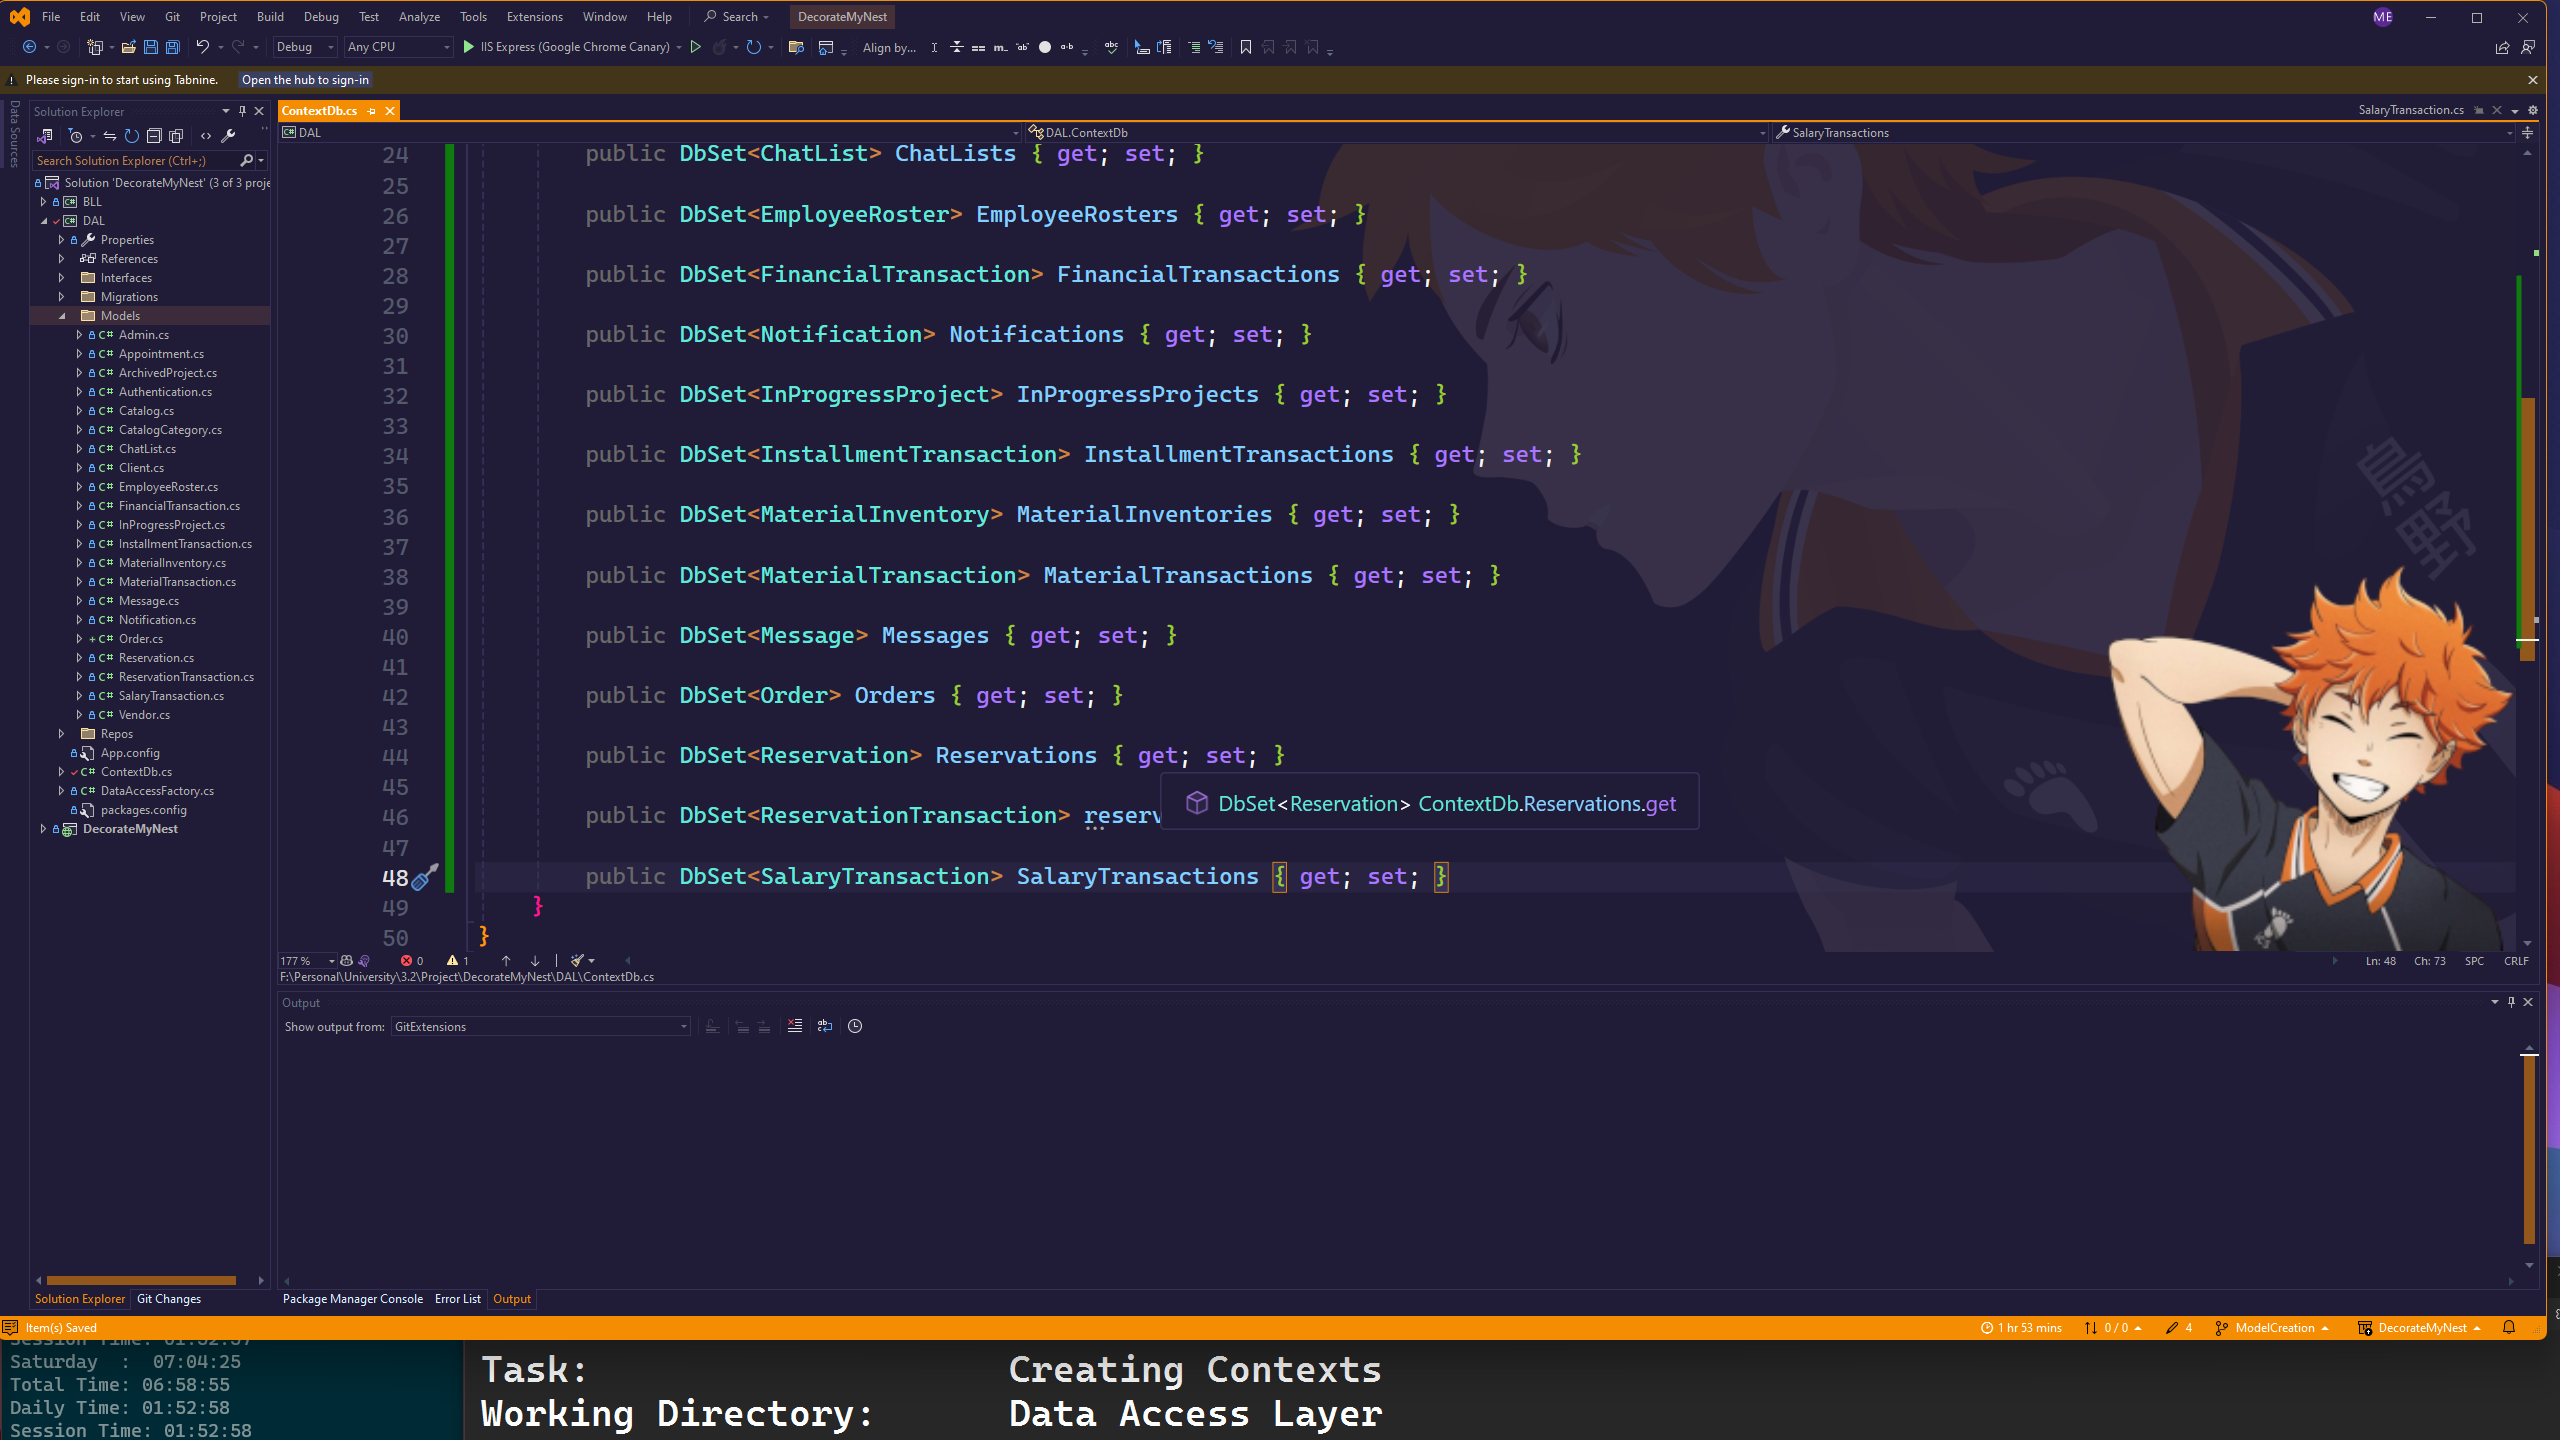 File Edit View Git Project Build Debug Test Analyze Tools Extensions Window Help Search DecorateMyNest ME
Debug Any CPU IIS Express (Google Chrome Canary) Align by...
Please sign-in to start using Tabnine. Open the hub to sign-in
Data Sources
Solution Explorer
Search Solution Explorer (Ctrl+;)
Solution 'DecorateMyNest' (3 of 3 proje
BLL
DAL
Properties
References
Interfaces
Migrations
Models
C# Admin.cs
C# Appointment.cs
C# ArchivedProject.cs
C# Authentication.cs
C# Catalog.cs
C# CatalogCategory.cs
C# ChatList.cs
C# Client.cs
C# EmployeeRoster.cs
C# FinancialTransaction.cs
C# InProgressProject.cs
C# InstallmentTransaction.cs
C# MaterialInventory.cs
C# MaterialTransaction.cs
C# Message.cs
C# Notification.cs
+ C# Order.cs
C# Reservation.cs
C# ReservationTransaction.cs
C# SalaryTransaction.cs
C# Vendor.cs
Repos
App.config
C# ContextDb.cs
C# DataAccessFactory.cs
packages.config
DecorateMyNest
Solution Explorer Git Changes
ContextDb.cs SalaryTransaction.cs
DAL DAL.ContextDb SalaryTransactions
24 public DbSet<ChatList> ChatLists { get; set; }
25
26 public DbSet<EmployeeRoster> EmployeeRosters { get; set; }
27
28 public DbSet<FinancialTransaction> FinancialTransactions { get; set; }
29
30 public DbSet<Notification> Notifications { get; set; }
31
32 public DbSet<InProgressProject> InProgressProjects { get; set; }
33
34 public DbSet<InstallmentTransaction> InstallmentTransactions { get; set; }
35
36 public DbSet<MaterialInventory> MaterialInventories { get; set; }
37
38 public DbSet<MaterialTransaction> MaterialTransactions { get; set; }
39
40 public DbSet<Message> Messages { get; set; }
41
42 public DbSet<Order> Orders { get; set; }
43
44 public DbSet<Reservation> Reservations { get; set; }
45
DbSet<Reservation> ContextDb.Reservations.get
46 public DbSet<ReservationTransaction> reserv
47
48 public DbSet<SalaryTransaction> SalaryTransactions { get; set; }
49 }
50 }
烏野
177 % 0 1 Ln: 48 Ch: 73 SPC CRLF
F:\Personal\University\3.2\Project\DecorateMyNest\DAL\ContextDb.cs
Output
Show output from: GitExtensions
Package Manager Console Error List Output
Item(s) Saved 1 hr 53 mins 0 / 0 4 ModelCreation DecorateMyNest
Session Time: 01:52:57
Saturday : 07:04:25
Total Time: 06:58:55
Daily Time: 01:52:58
Session Time: 01:52:58
Task: Creating Contexts
Working Directory: Data Access Layer